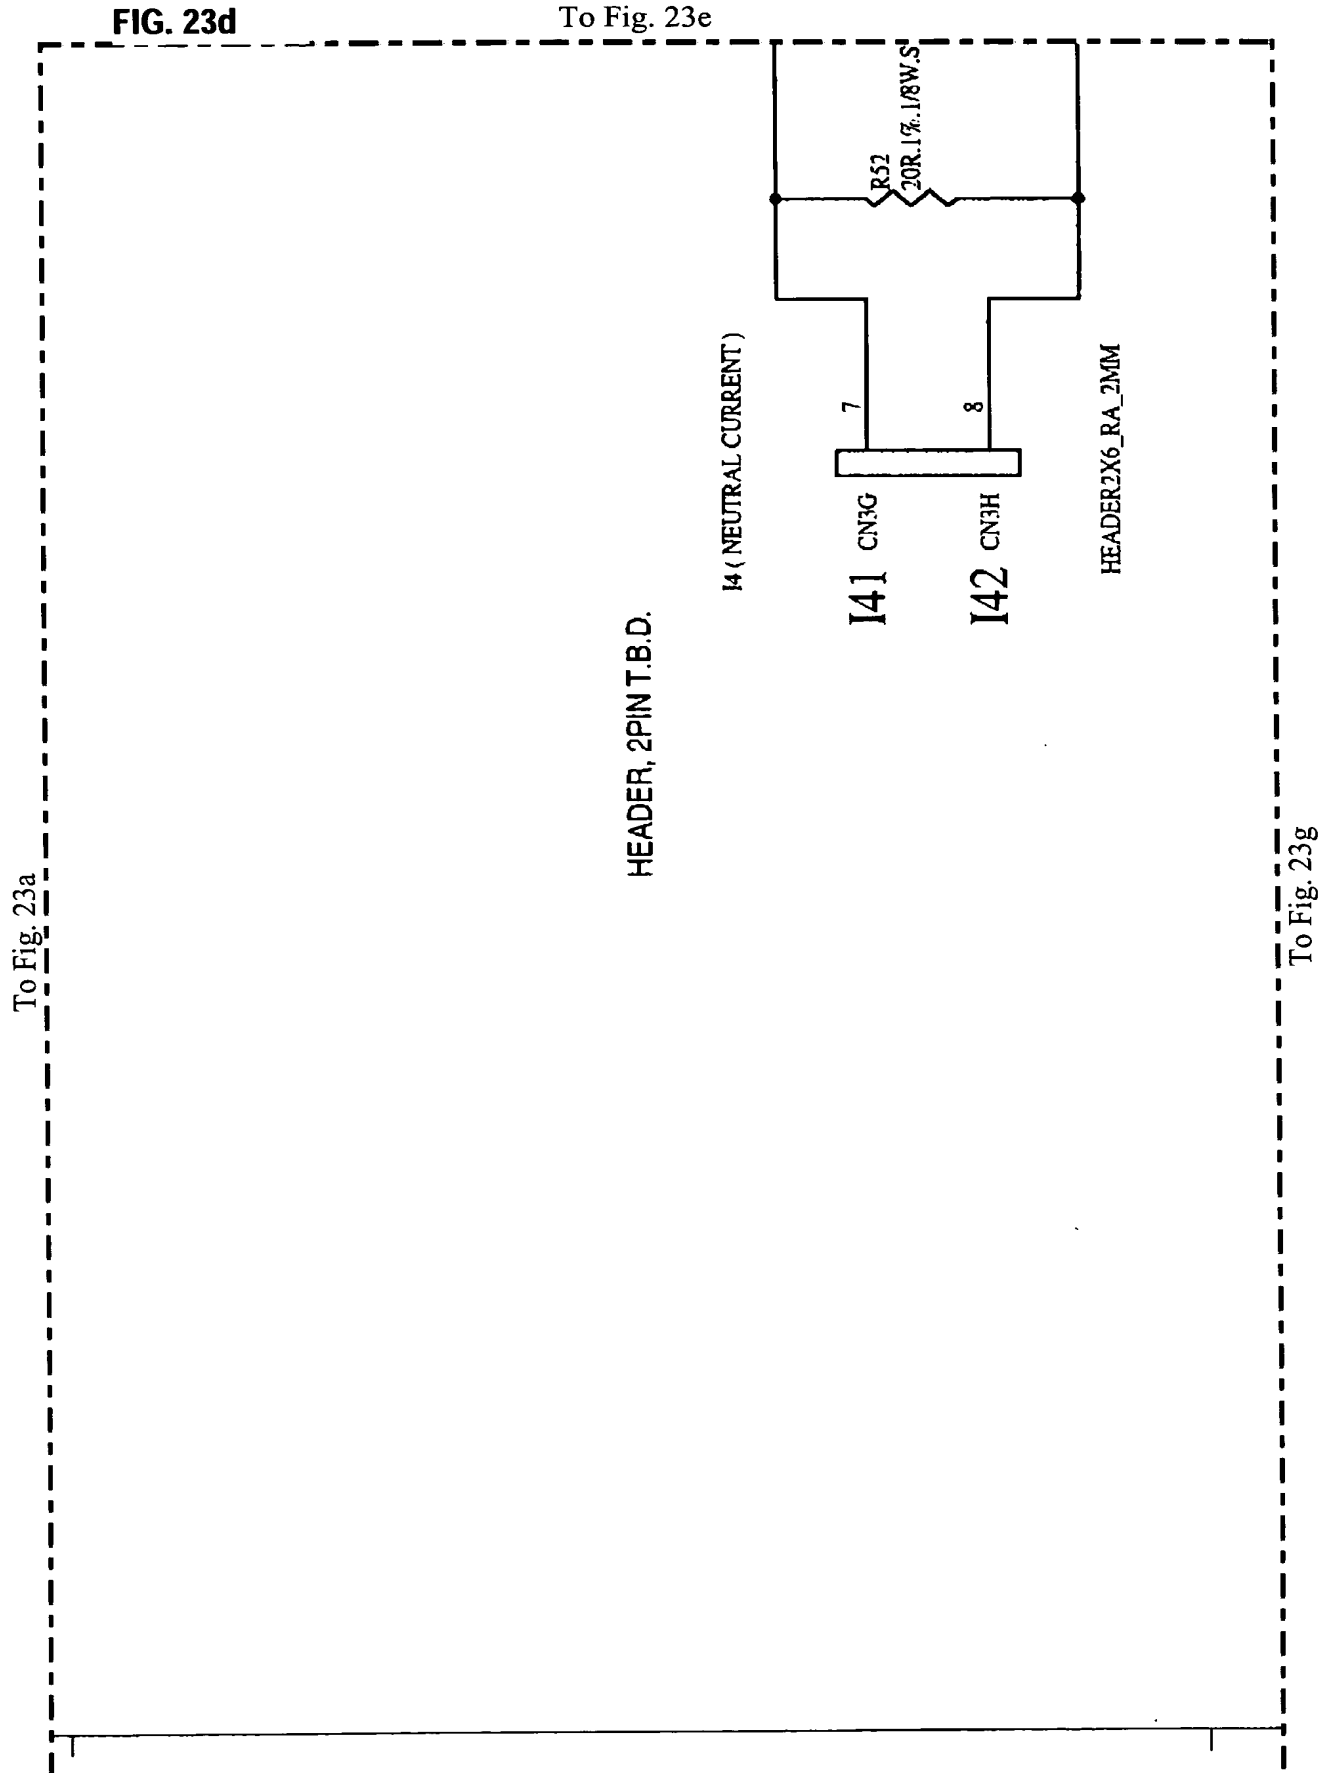 FIG. 23d
To Fig. 23e
R52
20R.1%.1/8W.S
I4 ( NEUTRAL CURRENT )
7
8
HEADER2X6_RA_2MM
CN3G
CN3H
I41
I42
HEADER, 2PIN T.B.D.
To Fig. 23a
To Fig. 23g